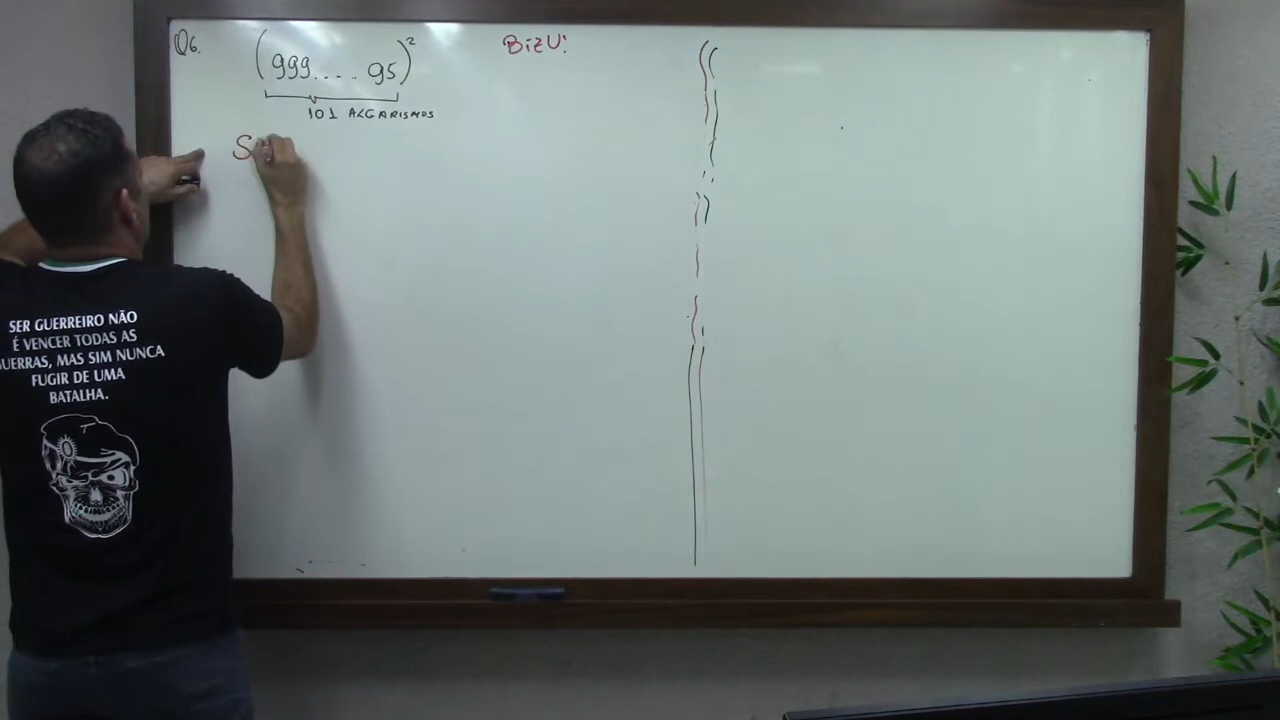 Q6. (999.....95)² BIZU:
101 ALGARISMOS
S
SER GUERREIRO NÃO
É VENCER TODAS AS
GUERRAS, MAS SIM NUNCA
FUGIR DE UMA
BATALHA.